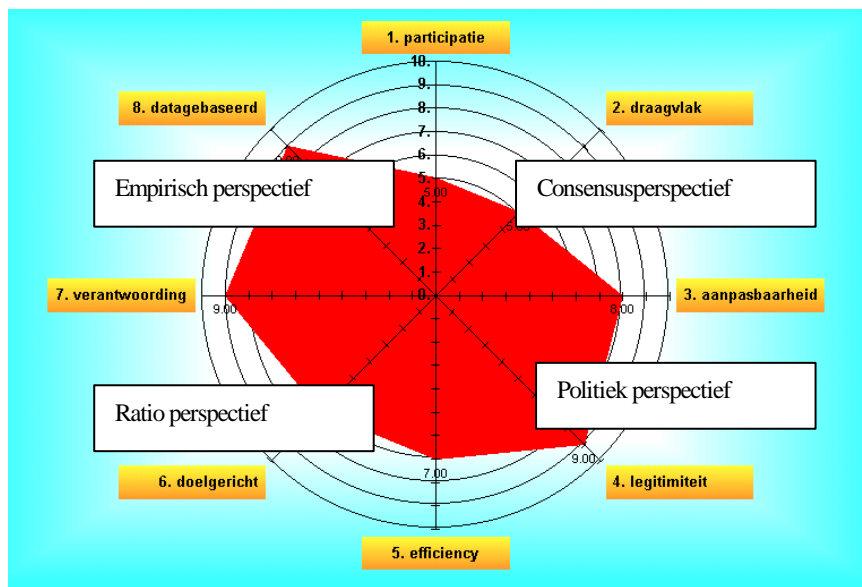 1. participatie
10.
9.
8. datagebaseerd
2. draagvlak
8.
7.
6.
5.
Empirisch perspectief
Consensusperspectief
5.00
4.
3.
2.
1.
7. verantwoording
0.
3. aanpasbaarheid
9.00
8.00
Politiek perspectief
Ratio perspectief
9.00
7.00
6. doelgericht
4. legitimiteit
5. efficiency